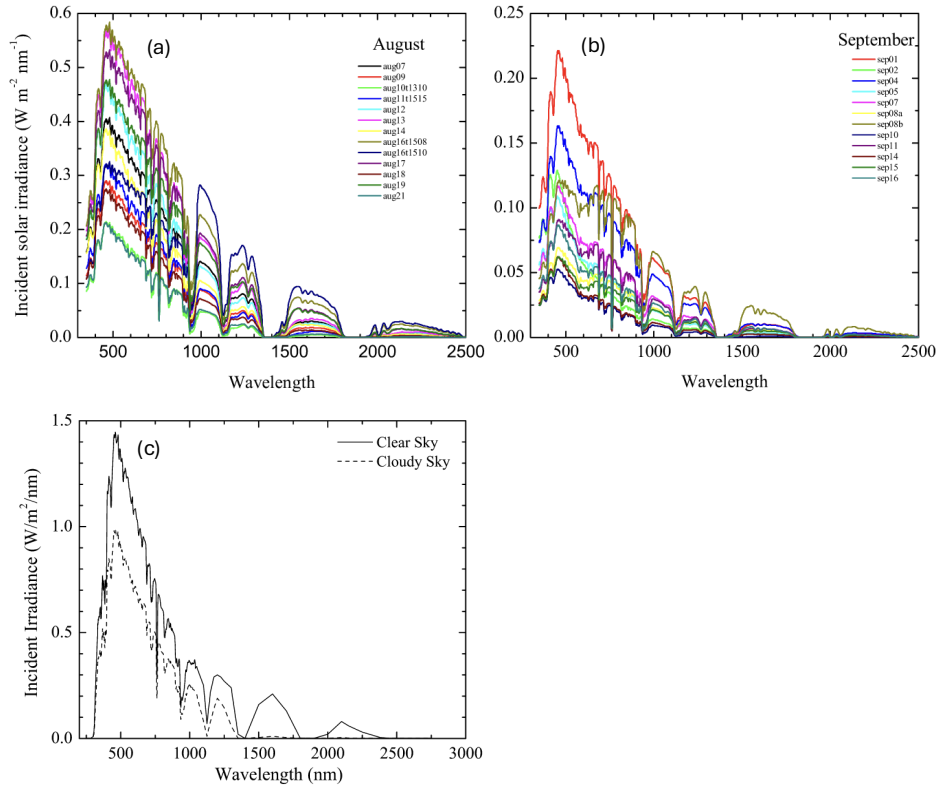 (a)
August
aug07
aug09
aug10t1310
aug11t1515
aug12
aug13
aug14
aug16t1508
aug16t1510
aug17
aug18
aug19
aug21
0.6
0.5
0.4
0.3
0.2
0.1
0.0
500 1000 1500 2000 2500
Incident solar irradiance (W m-2 nm-1)
Wavelength
(b)
September
sep01
sep02
sep04
sep05
sep07
sep08a
sep08b
sep10
sep11
sep14
sep15
sep16
0.25
0.20
0.15
0.10
0.05
0.00
500 1000 1500 2000 2500
Wavelength
(c)
Clear Sky
Cloudy Sky
1.5
1.0
0.5
0.0
500 1000 1500 2000 2500 3000
Incident Irradiance (W/m2/nm)
Wavelength (nm)